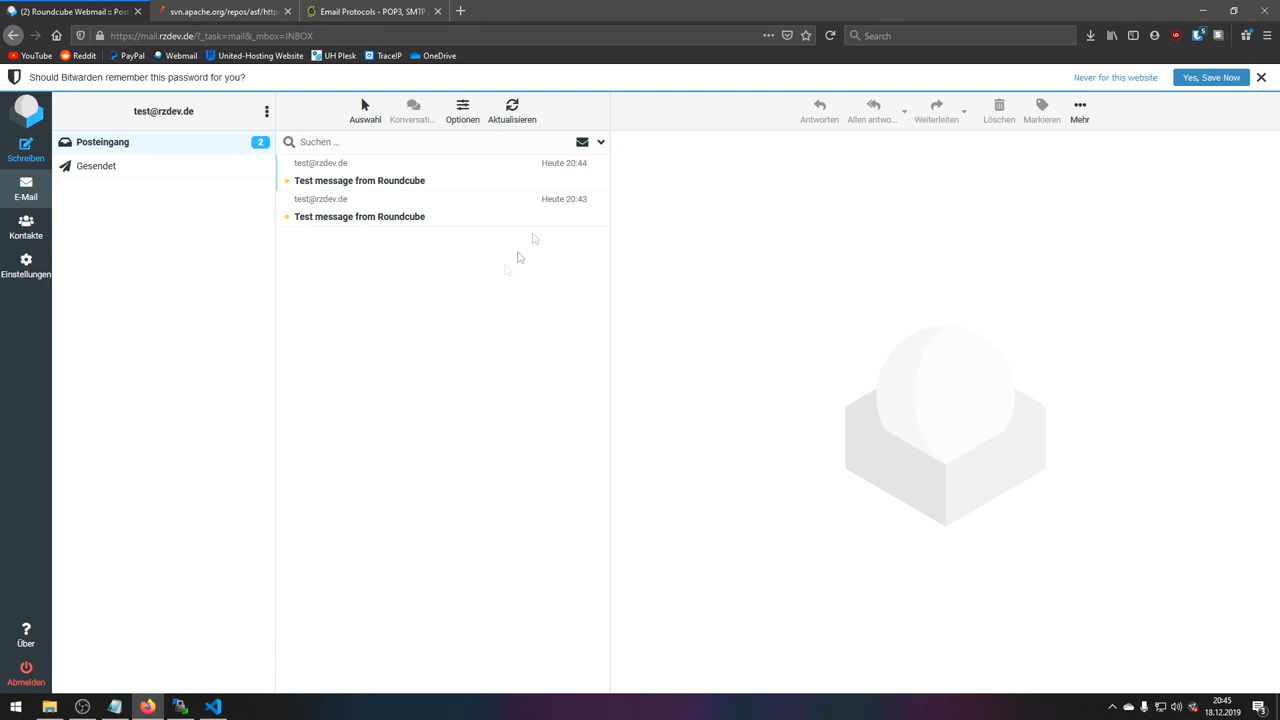 (2) Roundcube Webmail :: Post
svn.apache.org/repos/asf/http
Email Protocols - POP3, SMTP
https://mail.rzdev.de/?_task=mail&_mbox=INBOX
Search
YouTube
Reddit
PayPal
Webmail
United-Hosting Website
UH Plesk
TraceIP
OneDrive
Should Bitwarden remember this password for you?
Never for this website
Yes, Save Now
test@rzdev.de
Auswahl
Konversati...
Optionen
Aktualisieren
Antworten
Allen antwo...
Weiterleiten
Löschen
Markieren
Mehr
Schreiben
E-Mail
Kontakte
Einstellungen
Über
Abmelden
Posteingang
2
Gesendet
Suchen ...
test@rzdev.de
Heute 20:44
Test message from Roundcube
test@rzdev.de
Heute 20:43
Test message from Roundcube
20:45
18.12.2019